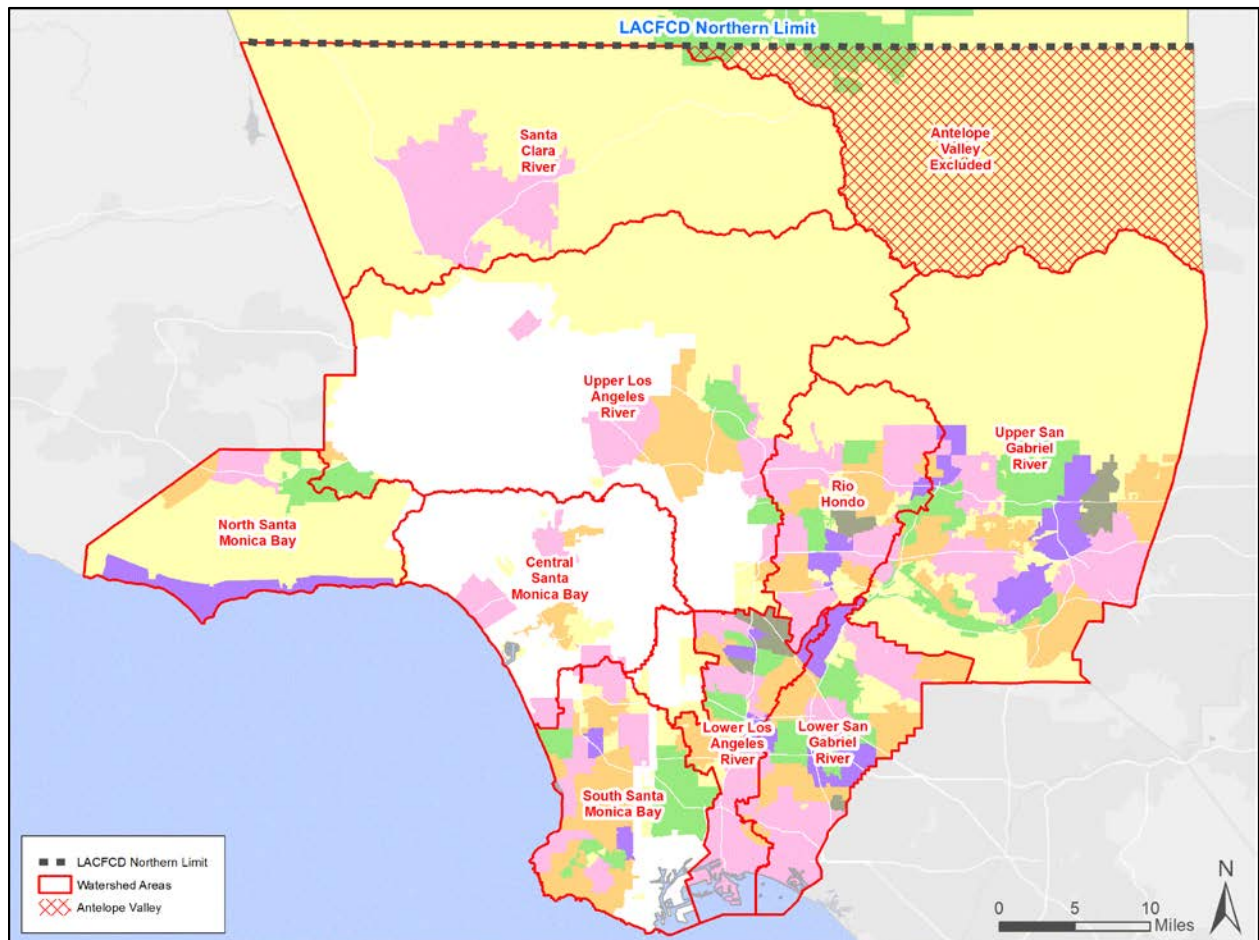 LACFCD Northern Limit
Santa
Clara
River
Antelope
Valley
Excluded
Upper Los
Angeles
River
Upper San
Gabriel
River
Rio
Hondo
North Santa
Monica Bay
Central
Santa
Monica Bay
Lower Los
Angeles
River
Lower San
Gabriel
River
South Santa
Monica Bay
LACFCD Northern Limit
Watershed Areas
Antelope Valley
N
0 5 10
Miles